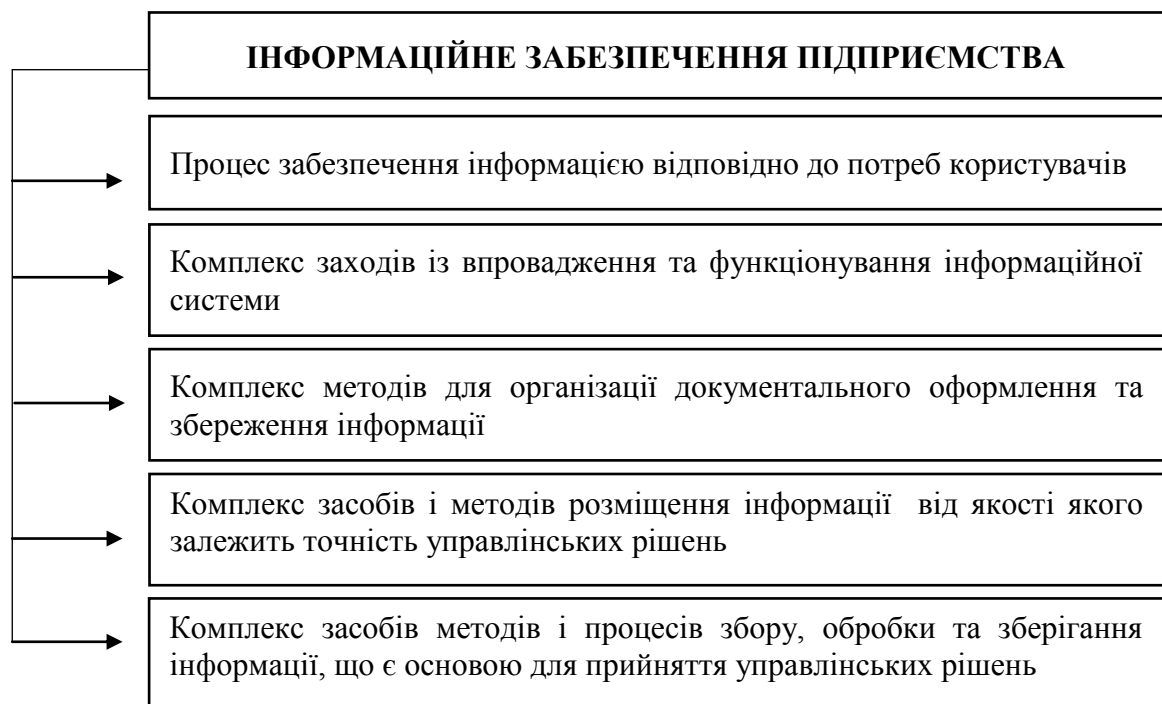 ІНФОРМАЦІЙНЕ ЗАБЕЗПЕЧЕННЯ ПІДПРИЄМСТВА
Процес забезпечення інформацією відповідно до потреб користувачів
Комплекс заходів із впровадження та функціонування інформаційної
системи
Комплекс методів для організації документального оформлення та
збереження інформації
Комплекс засобів і методів розміщення інформації від якості якого
залежить точність управлінських рішень
Комплекс засобів методів і процесів збору, обробки та зберігання
інформації, що є основою для прийняття управлінських рішень